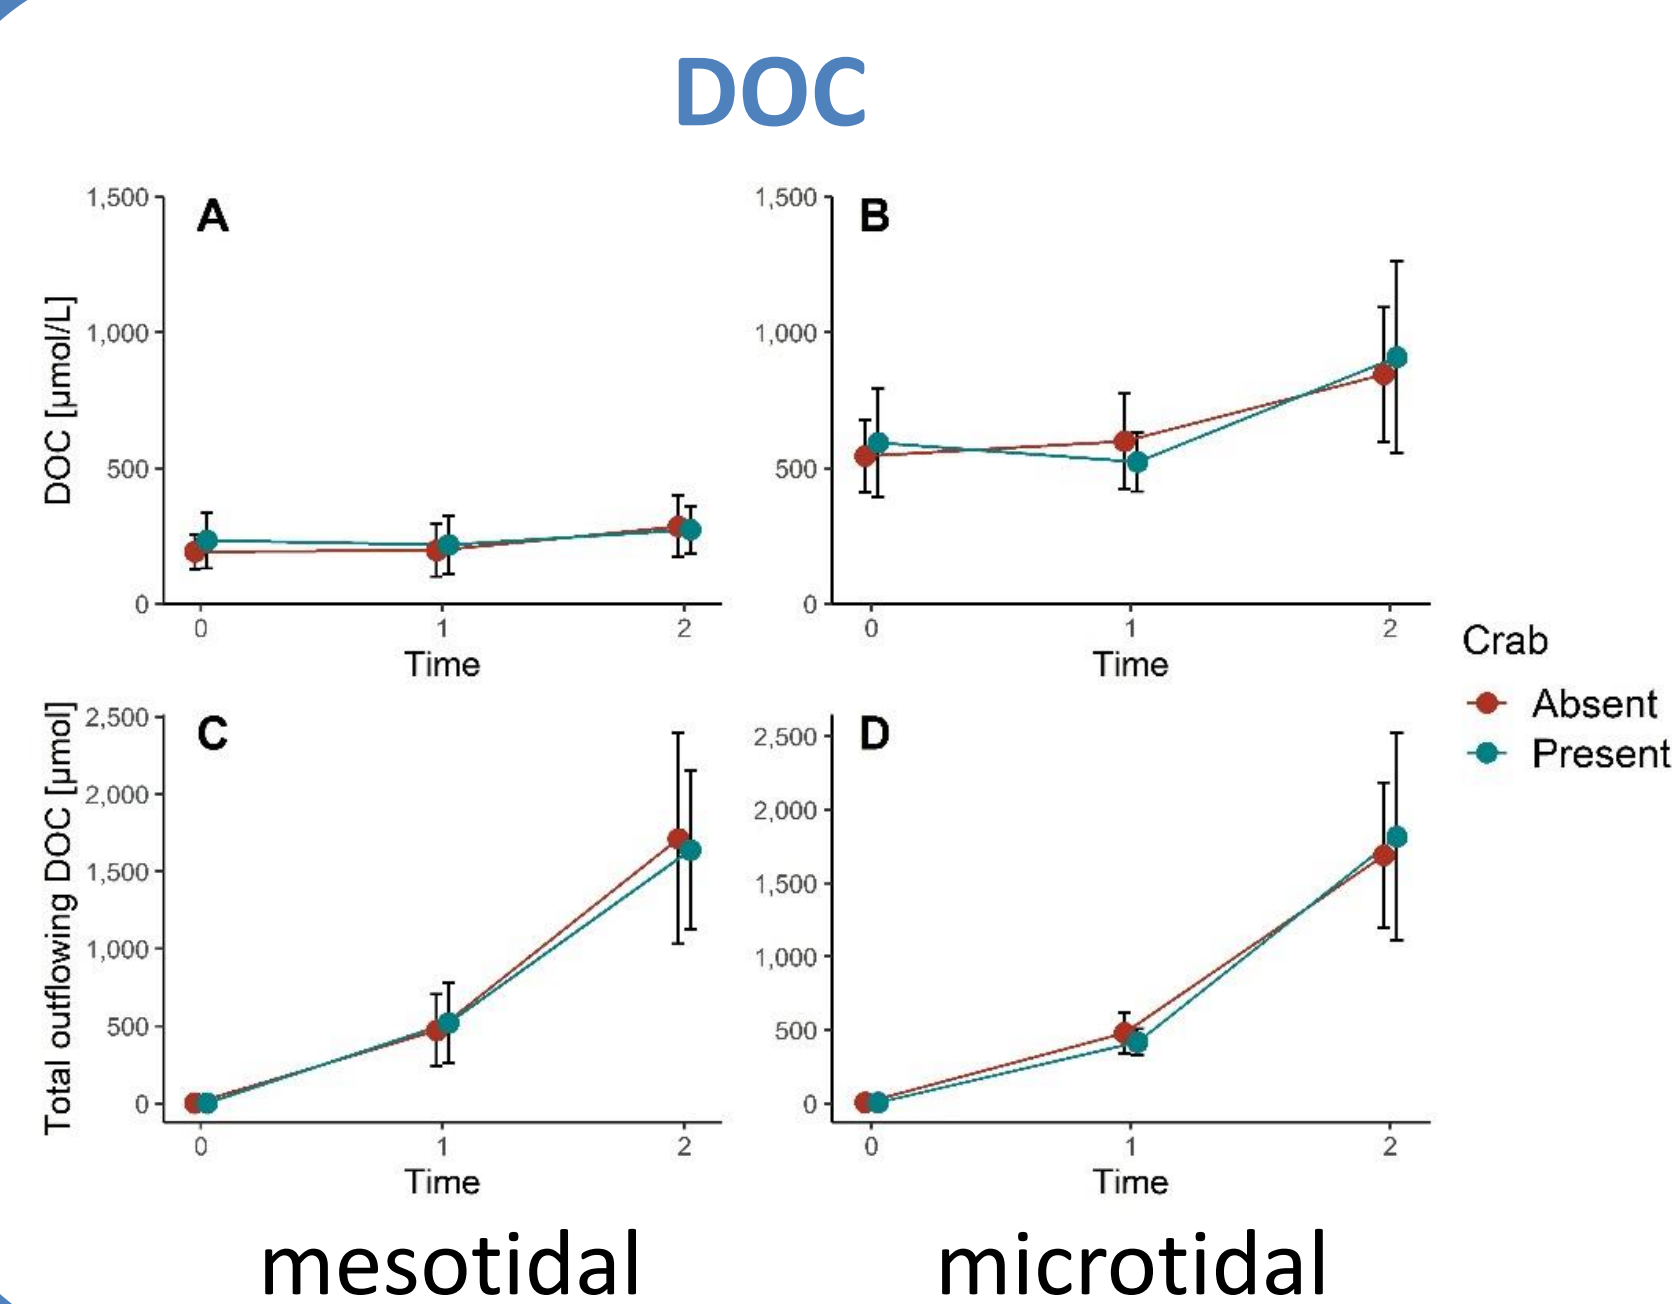 DOC
A
1,500
1,000
500
0
DOC [µmol/L]
0 1 2
Time
B
1,500
1,000
500
0
0 1 2
Time
Crab
Absent
Present
C
2,500
2,000
1,500
1,000
500
0
Total outflowing DOC [µmol]
0 1 2
Time
D
2,500
2,000
1,500
1,000
500
0
0 1 2
Time
mesotidal
microtidal